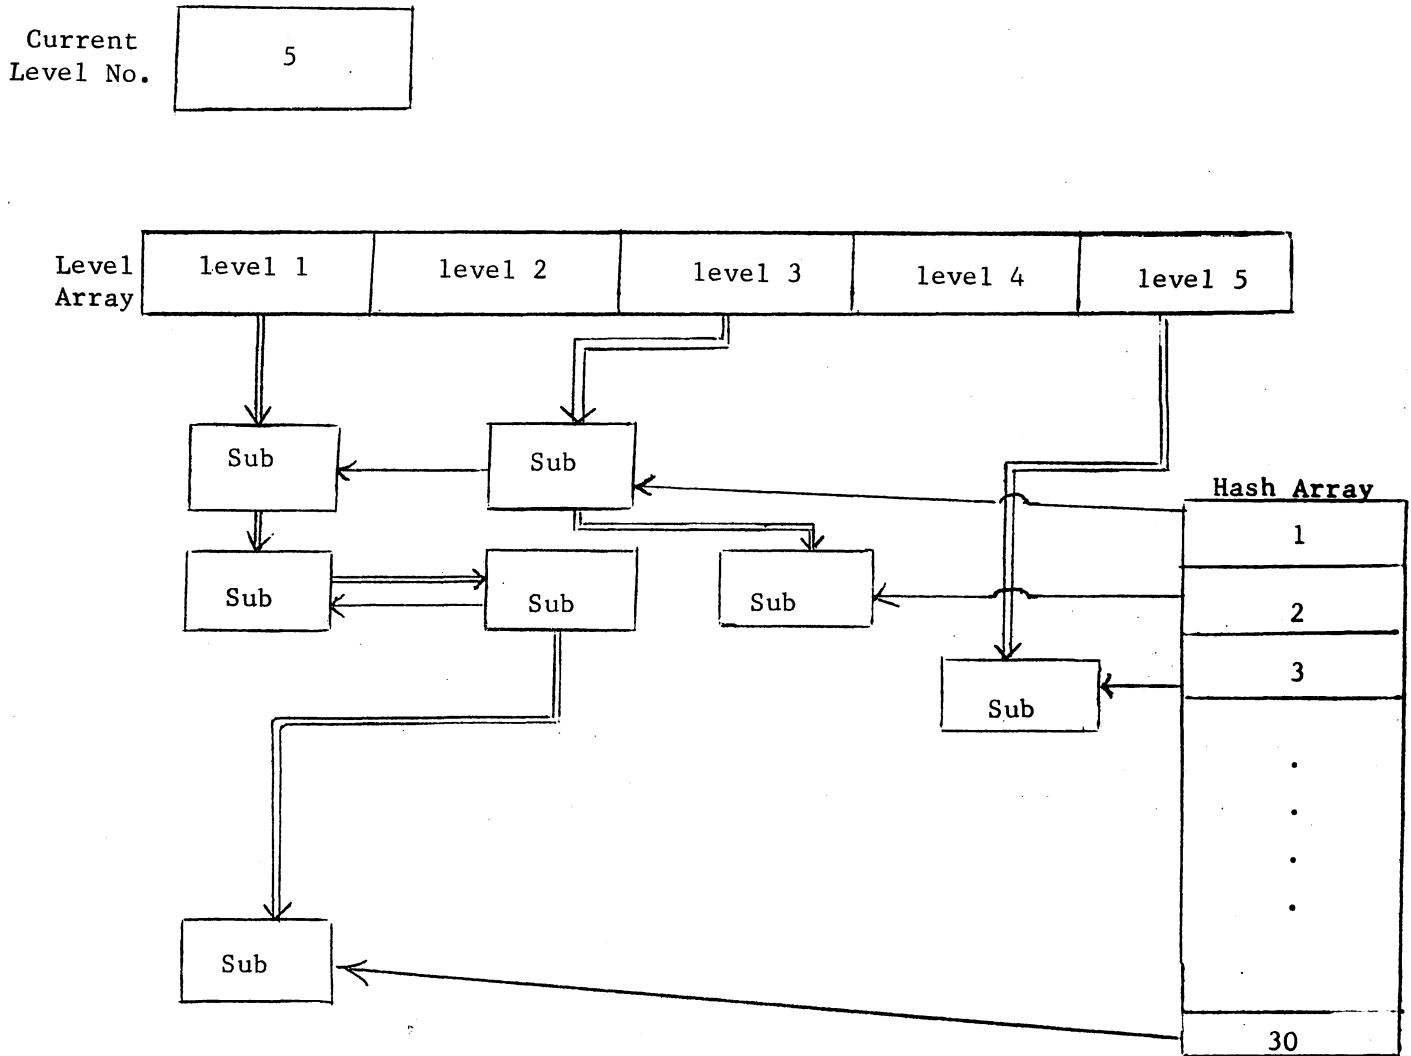 Current
Level No.
5
Level
Array
level 1
level 2
level 3
level 4
level 5
Sub
Sub
Hash Array
1
Sub
Sub
Sub
2
3
Sub
.
.
.
.
Sub
30